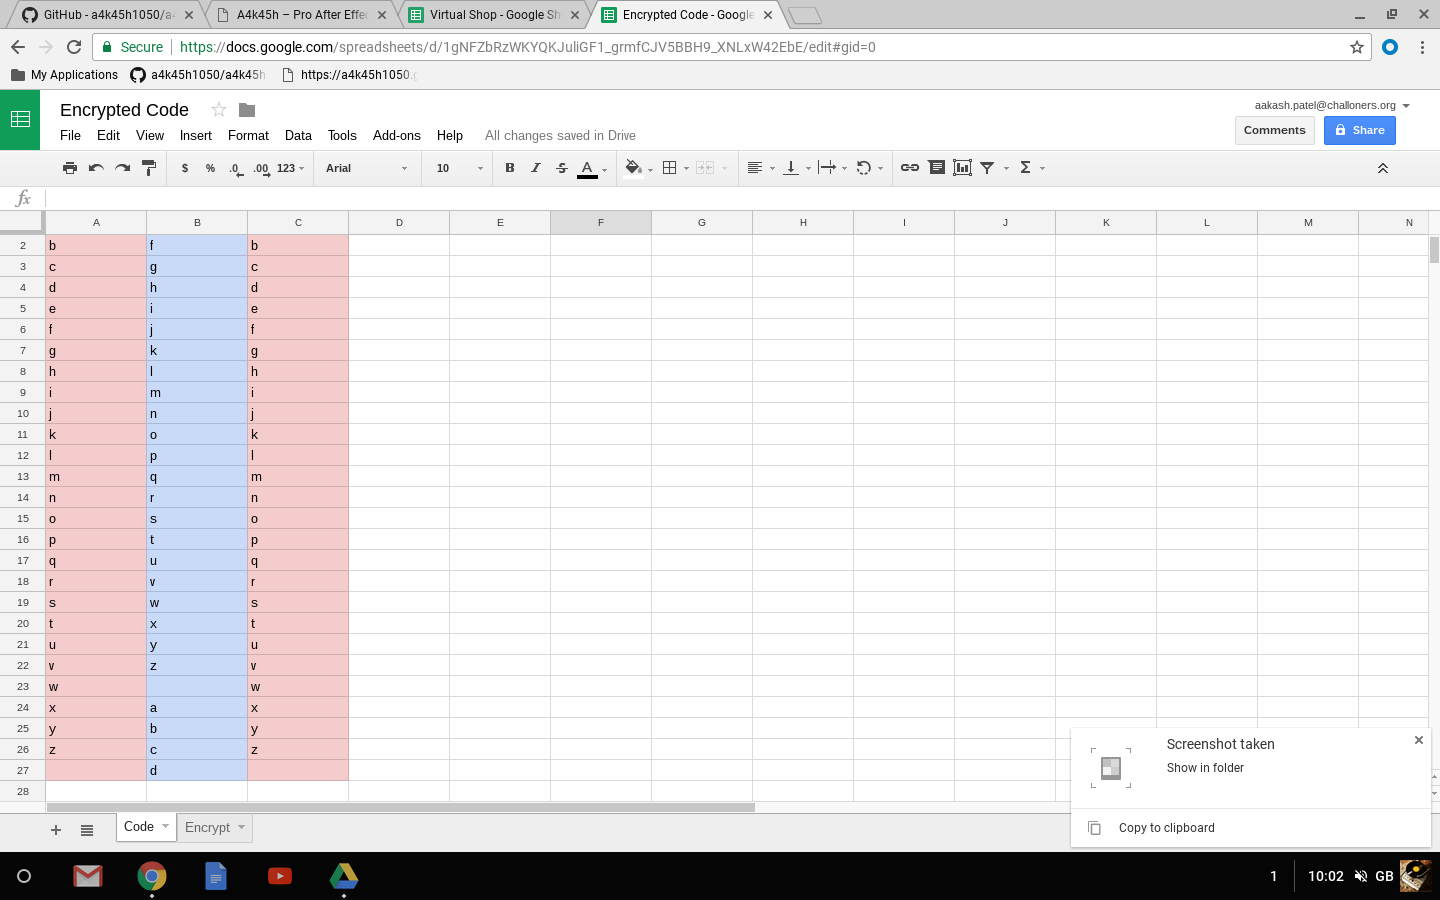 GitHub - a4k45h1050/a4
A4k45h – Pro After Effe
Virtual Shop - Google Sh
Encrypted Code - Google
Secure https://docs.google.com/spreadsheets/d/1gNFZbRzWKYQKJuliGF1_grmfCJV5BBH9_XNLxW42EbE/edit#gid=0
My Applications a4k45h1050/a4k45h https://a4k45h1050.g
Encrypted Code
aakash.patel@challoners.org
File Edit View Insert Format Data Tools Add-ons Help All changes saved in Drive
Comments Share
$ % .0 .00 123 Arial 10 B I S A Σ
fx
A B C D E F G H I J K L M N
2 b f b
3 c g c
4 d h d
5 e i e
6 f j f
7 g k g
8 h l h
9 i m i
10 j n j
11 k o k
12 l p l
13 m q m
14 n r n
15 o s o
16 p t p
17 q u q
18 r v r
19 s w s
20 t x t
21 u y u
22 v z v
23 w w
24 x a x
25 y b y
26 z c z
27 d
28
Screenshot taken
Show in folder
Copy to clipboard
Code Encrypt
1 10:02 GB